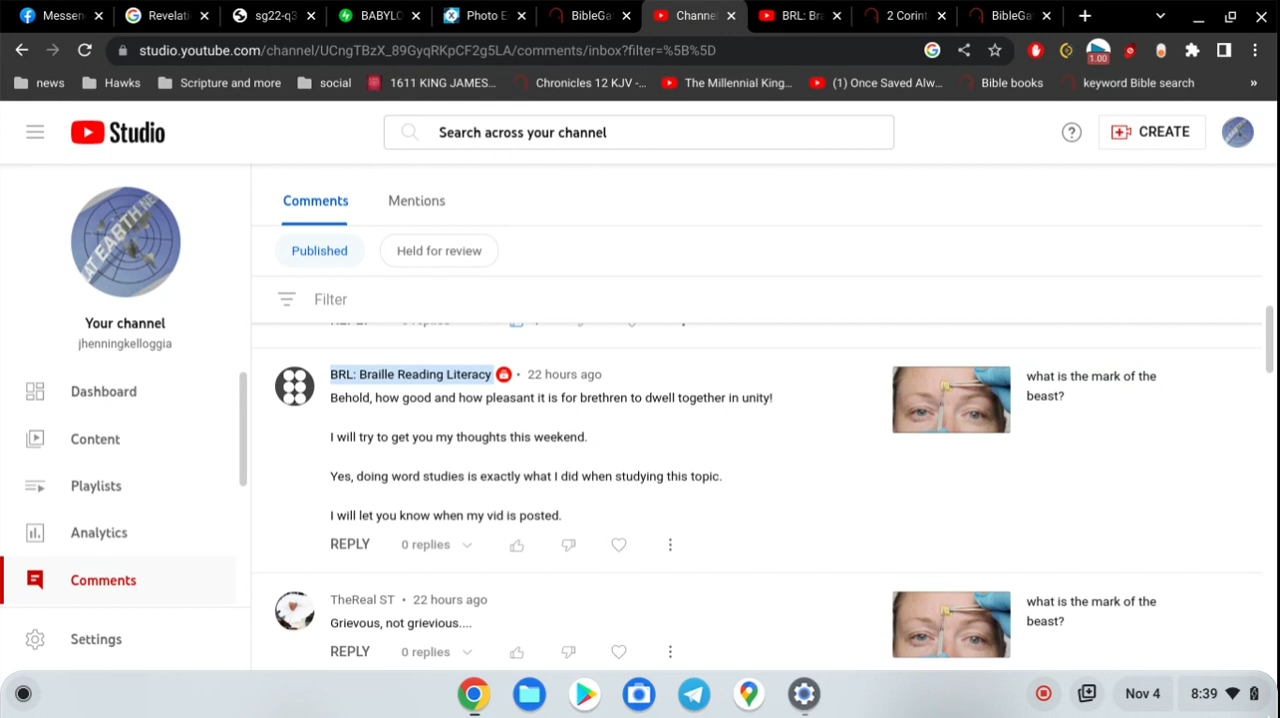 Messen
Revelati
sg22-q3
BABYLO
Photo E
BibleGa
Channe
BRL: Bra
2 Corint
BibleGa
studio.youtube.com/channel/UCngTBzX_89GyqRKpCF2g5LA/comments/inbox?filter=%5B%5D
1.00
news
Hawks
Scripture and more
social
1611 KING JAMES...
Chronicles 12 KJV -...
The Millennial King...
(1) Once Saved Alw...
Bible books
keyword Bible search
»
Studio
Search across your channel
CREATE
AT EARTH NE
Your channel
jhenningkelloggia
Dashboard
Content
Playlists
Analytics
Comments
Settings
Comments
Mentions
Published
Held for review
Filter
BRL: Braille Reading Literacy • 22 hours ago
Behold, how good and how pleasant it is for brethren to dwell together in unity!
I will try to get you my thoughts this weekend.
Yes, doing word studies is exactly what I did when studying this topic.
I will let you know when my vid is posted.
REPLY 0 replies
what is the mark of the
beast?
TheReal ST • 22 hours ago
Grievous, not grievious....
REPLY 0 replies
what is the mark of the
beast?
Nov 4
8:39